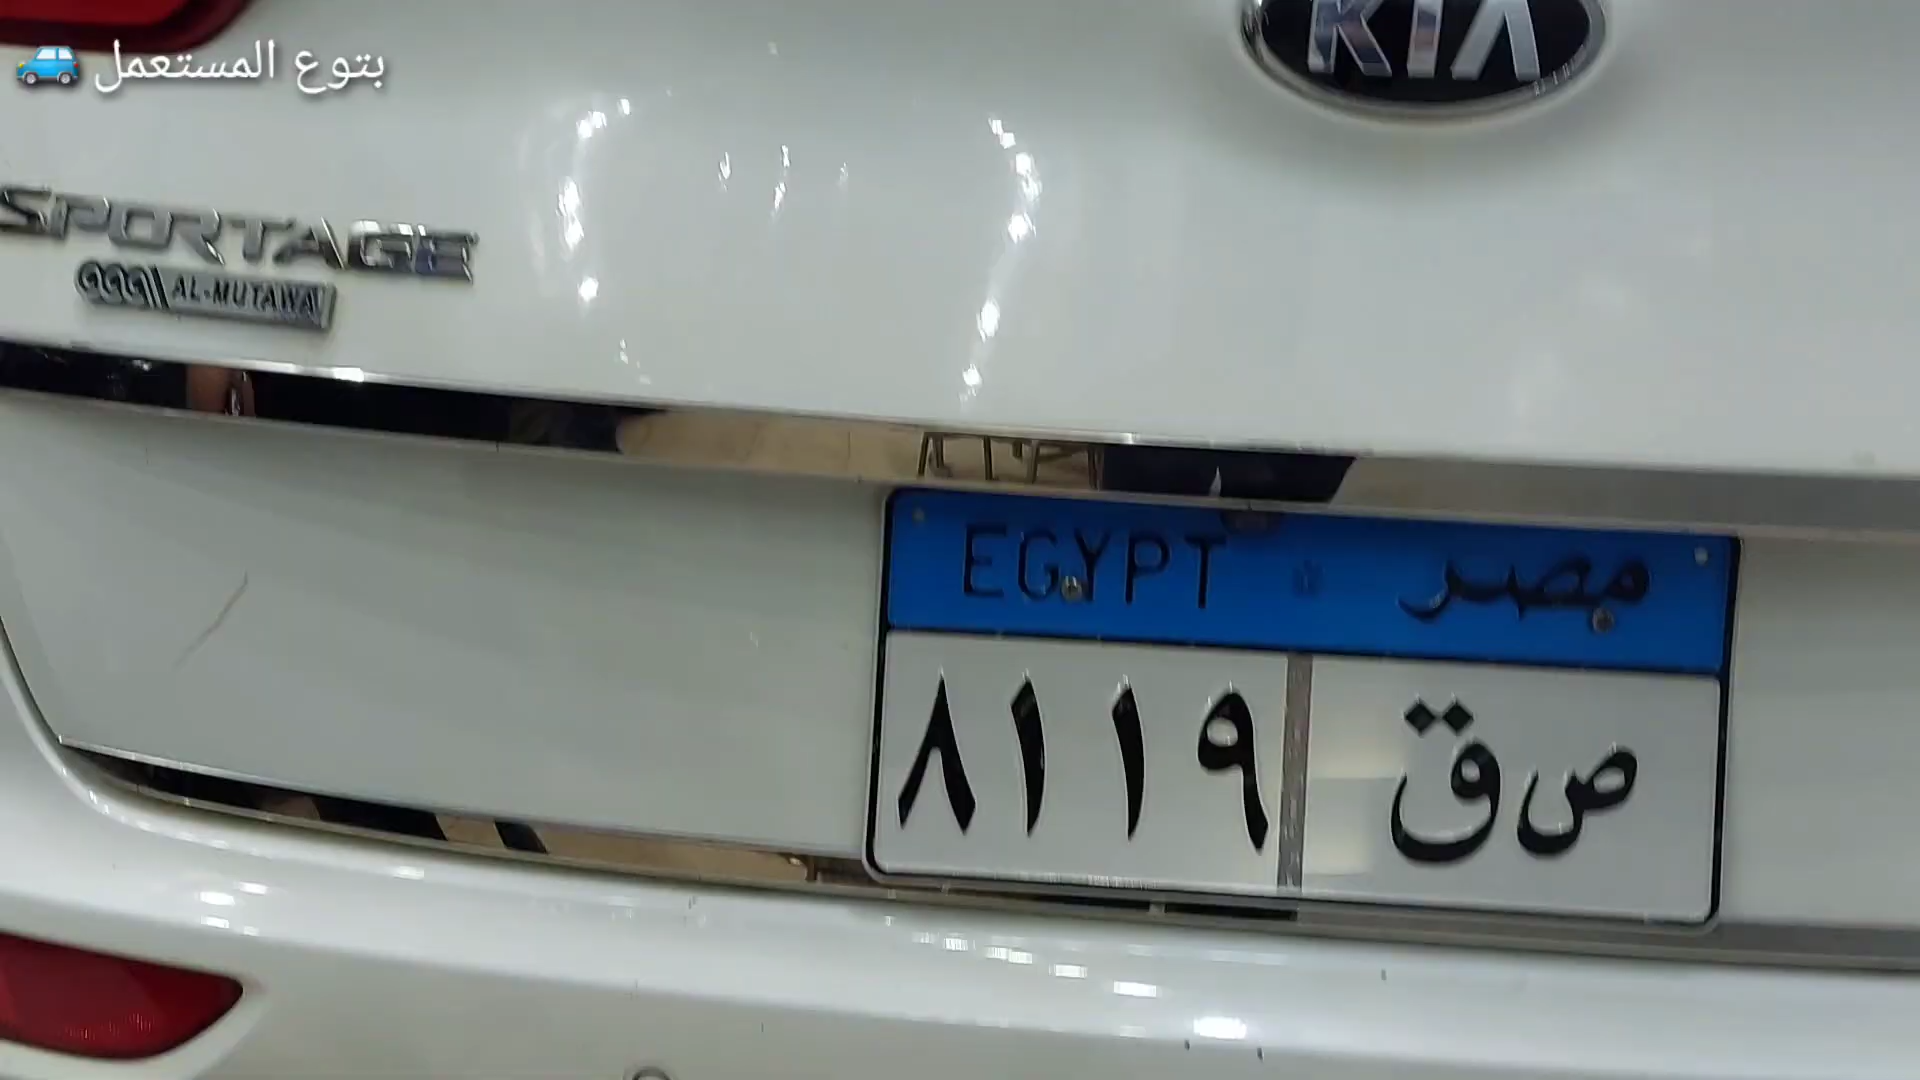 بتوع المستعمل
KIA
SPORTAGE
AL-MUTAWA
EGYPT مصر
٨١١٩ ص ق